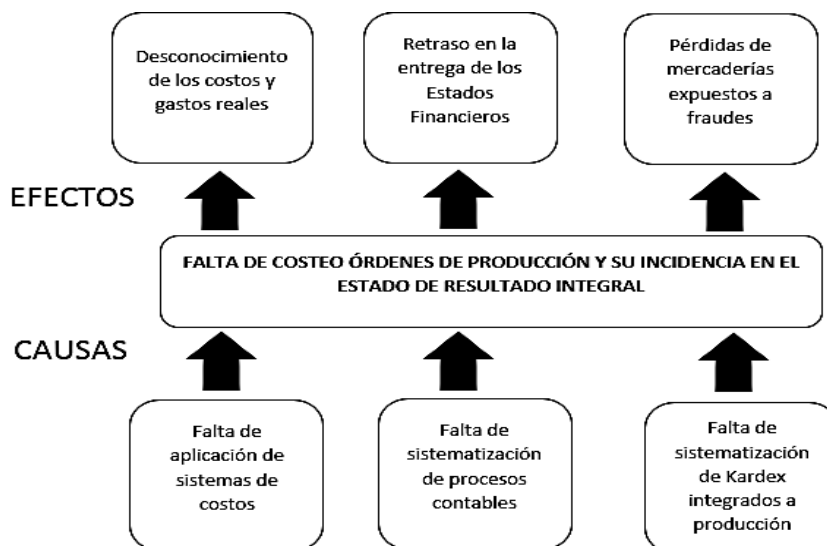 Desconocimiento
de los costos y
gastos reales
Retraso en la
entrega de los
Estados
Financieros
Pérdidas de
mercaderías
expuestos a
fraudes
EFECTOS
FALTA DE COSTEO ÓRDENES DE PRODUCCIÓN Y SU INCIDENCIA EN EL
ESTADO DE RESULTADO INTEGRAL
CAUSAS
Falta de
aplicación de
sistemas de
costos
Falta de
sistematización
de procesos
contables
Falta de
sistematización
de Kardex
integrados a
producción